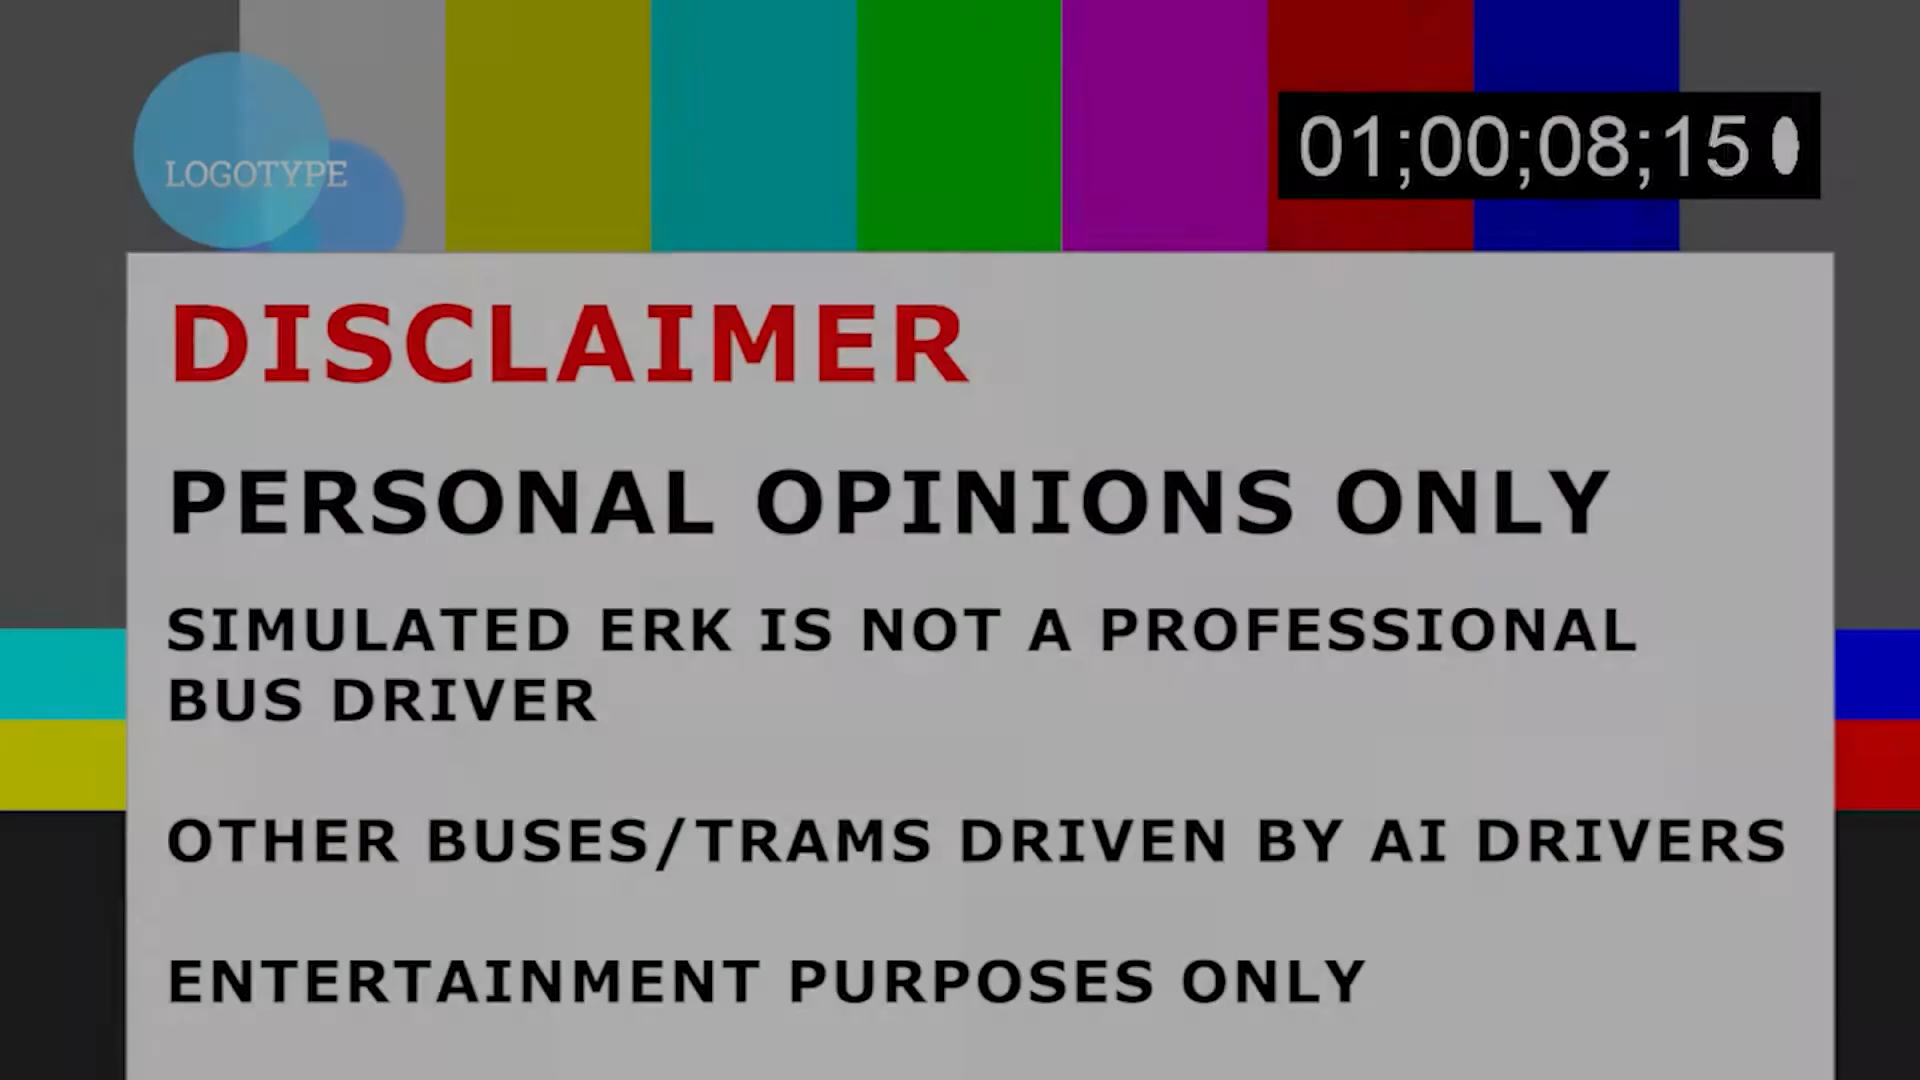 LOGOTYPE
01;00;08;15
DISCLAIMER
PERSONAL OPINIONS ONLY
SIMULATED ERK IS NOT A PROFESSIONAL
BUS DRIVER
OTHER BUSES/TRAMS DRIVEN BY AI DRIVERS
ENTERTAINMENT PURPOSES ONLY